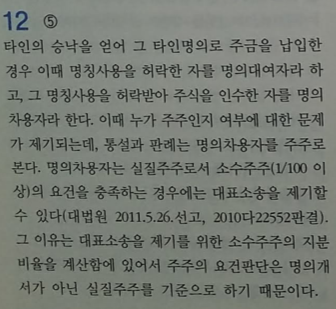 12 ⑤
타인의 승낙을 얻어 그 타인명의로 주금을 납입한
경우 이때 명칭사용을 허락한 자를 명의대여자라 하
고, 그 명칭사용을 허락받아 주식을 인수한 자를 명의
차용자라 한다. 이때 누가 주주인지 여부에 대한 문제
가 제기되는데, 통설과 판례는 명의차용자를 주주로
본다. 명의차용자는 실질주주로서 소수주주(1/100 이
상)의 요건을 충족하는 경우에는 대표소송을 제기할
수 있다(대법원 2011.5.26.선고, 2010다22552판결).
그 이유는 대표소송을 제기를 위한 소수주주의 지분
비율을 계산함에 있어서 주주의 요건판단은 명의개
서가 아닌 실질주주를 기준으로 하기 때문이다.